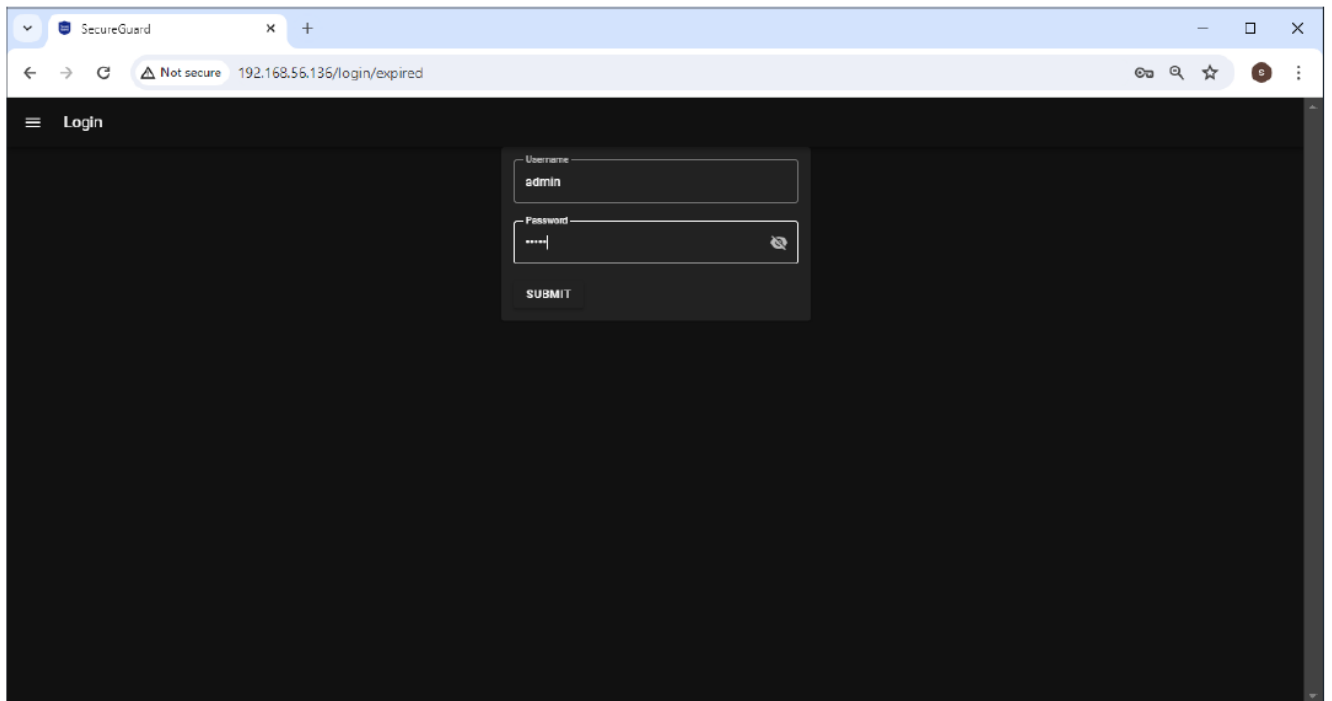 SecureGuard
Not secure 192.168.56.136/login/expired
S
Login
Username
admin
Password
•••••
SUBMIT